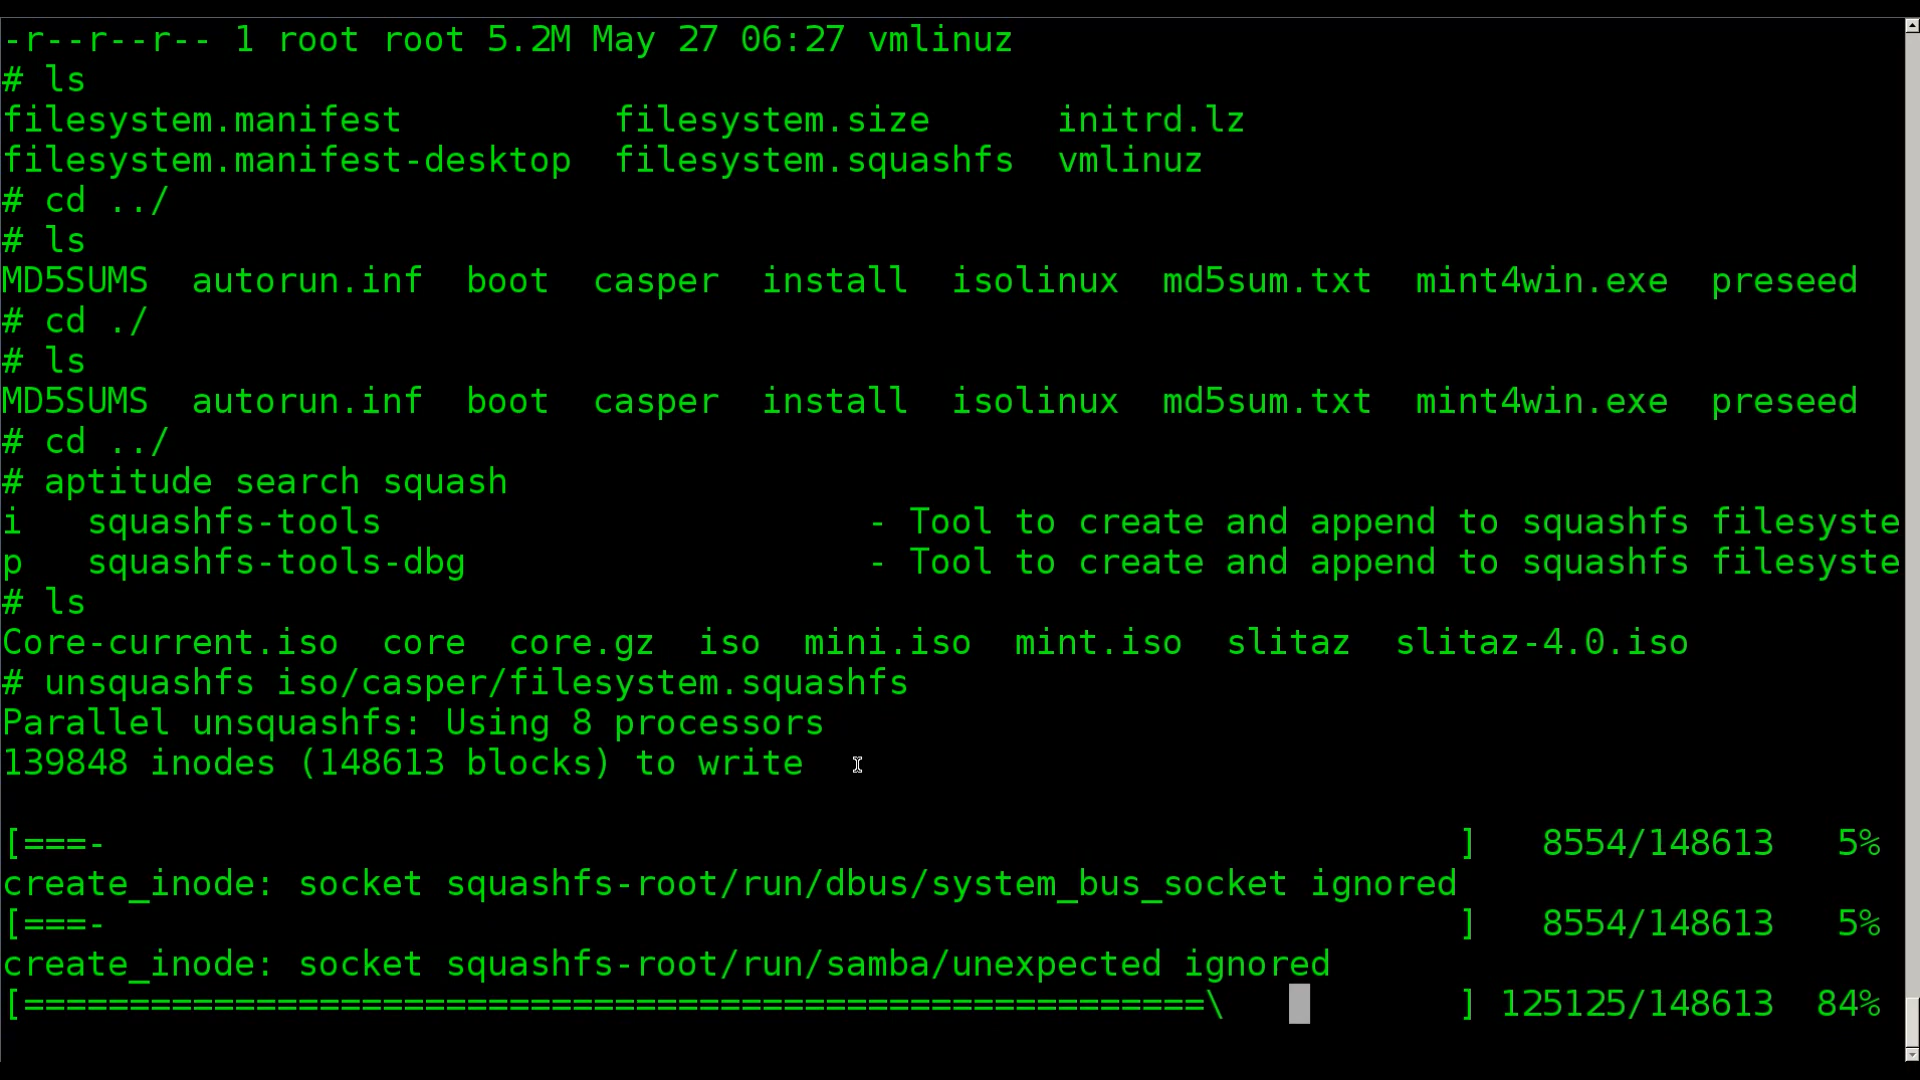 -r--r--r-- 1 root root 5.2M May 27 06:27 vmlinuz
# ls
filesystem.manifest          filesystem.size      initrd.lz
filesystem.manifest-desktop  filesystem.squashfs  vmlinuz
# cd ../
# ls
MD5SUMS  autorun.inf  boot  casper  install  isolinux  md5sum.txt  mint4win.exe  preseed
# cd ./
# ls
MD5SUMS  autorun.inf  boot  casper  install  isolinux  md5sum.txt  mint4win.exe  preseed
# cd ../
# aptitude search squash
i   squashfs-tools                       - Tool to create and append to squashfs filesyste
p   squashfs-tools-dbg                   - Tool to create and append to squashfs filesyste
# ls
Core-current.iso  core  core.gz  iso  mini.iso  mint.iso  slitaz  slitaz-4.0.iso
# unsquashfs iso/casper/filesystem.squashfs
Parallel unsquashfs: Using 8 processors
139848 inodes (148613 blocks) to write
[===-                                                                ]   8554/148613   5%
create_inode: socket squashfs-root/run/dbus/system_bus_socket ignored
[===-                                                                ]   8554/148613   5%
create_inode: socket squashfs-root/run/samba/unexpected ignored
[========================================================\           ] 125125/148613  84%